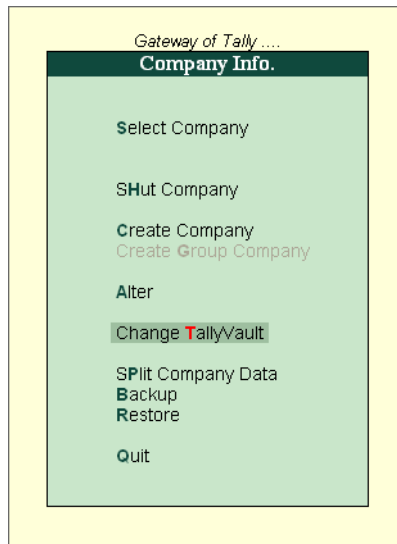 Gateway of Tally ....
Company Info.
Select Company
SHut Company
Create Company
Create Group Company
Alter
Change TallyVault
SPlit Company Data
Backup
Restore
Quit